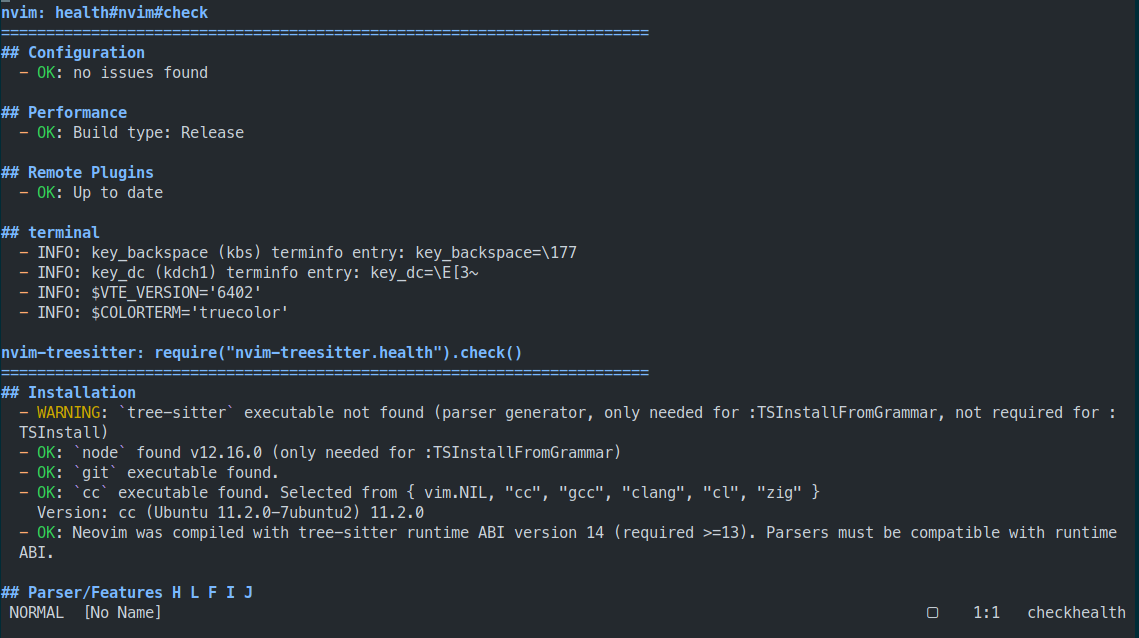 nvim: health#nvim#check
========================================================================
## Configuration
  - OK: no issues found
## Performance
  - OK: Build type: Release
## Remote Plugins
  - OK: Up to date
## terminal
  - INFO: key_backspace (kbs) terminfo entry: key_backspace=\177
  - INFO: key_dc (kdch1) terminfo entry: key_dc=\E[3~
  - INFO: $VTE_VERSION='6402'
  - INFO: $COLORTERM='truecolor'
nvim-treesitter: require("nvim-treesitter.health").check()
========================================================================
## Installation
  - WARNING: `tree-sitter` executable not found (parser generator, only needed for :TSInstallFromGrammar, not required for :
  TSInstall)
  - OK: `node` found v12.16.0 (only needed for :TSInstallFromGrammar)
  - OK: `git` executable found.
  - OK: `cc` executable found. Selected from { vim.NIL, "cc", "gcc", "clang", "cl", "zig" }
    Version: cc (Ubuntu 11.2.0-7ubuntu2) 11.2.0
  - OK: Neovim was compiled with tree-sitter runtime ABI version 14 (required >=13). Parsers must be compatible with runtime
  ABI.
## Parser/Features H L F I J
NORMAL  [No Name]  1:1  checkhealth